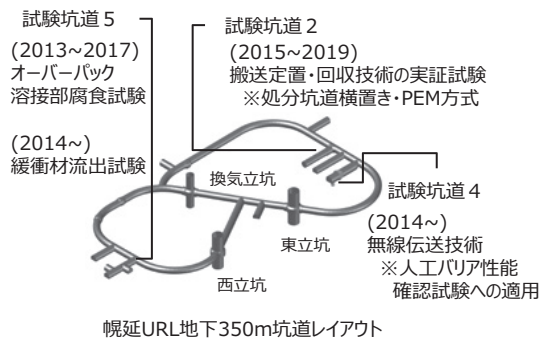 試験坑道5
(2013~2017)
オーバーパック
溶接部腐食試験
(2014~)
緩衝材流出試験
試験坑道2
(2015~2019)
搬送定置・回収技術の実証試験
※処分坑道横置き・PEM方式
換気立坑
東立坑
西立坑
試験坑道4
(2014~)
無線伝送技術
※人工バリア性能
確認試験への適用
幌延URL地下350m坑道レイアウト